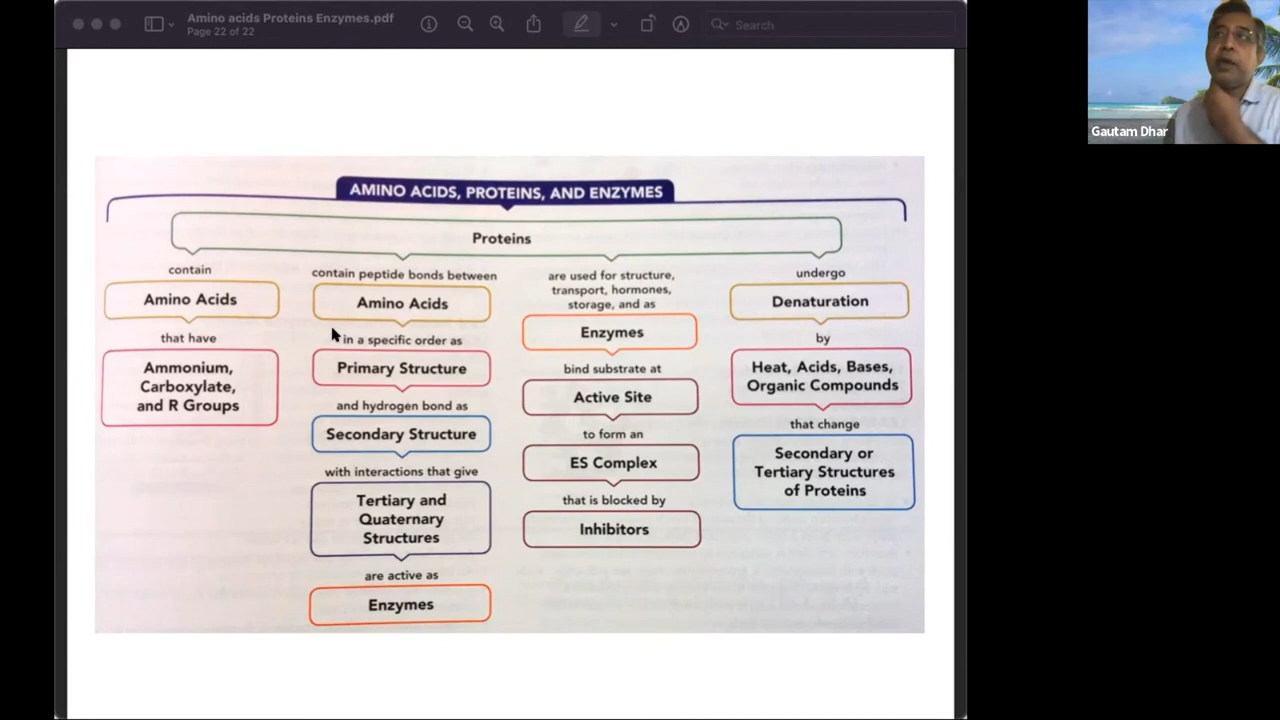 Amino acids Proteins Enzymes.pdf
Page 22 of 22
Search
Gautam Dhar
AMINO ACIDS, PROTEINS, AND ENZYMES
Proteins
contain
Amino Acids
that have
Ammonium,
Carboxylate,
and R Groups
contain peptide bonds between
Amino Acids
in a specific order as
Primary Structure
and hydrogen bond as
Secondary Structure
with interactions that give
Tertiary and
Quaternary
Structures
are active as
Enzymes
are used for structure,
transport, hormones,
storage, and as
Enzymes
bind substrate at
Active Site
to form an
ES Complex
that is blocked by
Inhibitors
undergo
Denaturation
by
Heat, Acids, Bases,
Organic Compounds
that change
Secondary or
Tertiary Structures
of Proteins